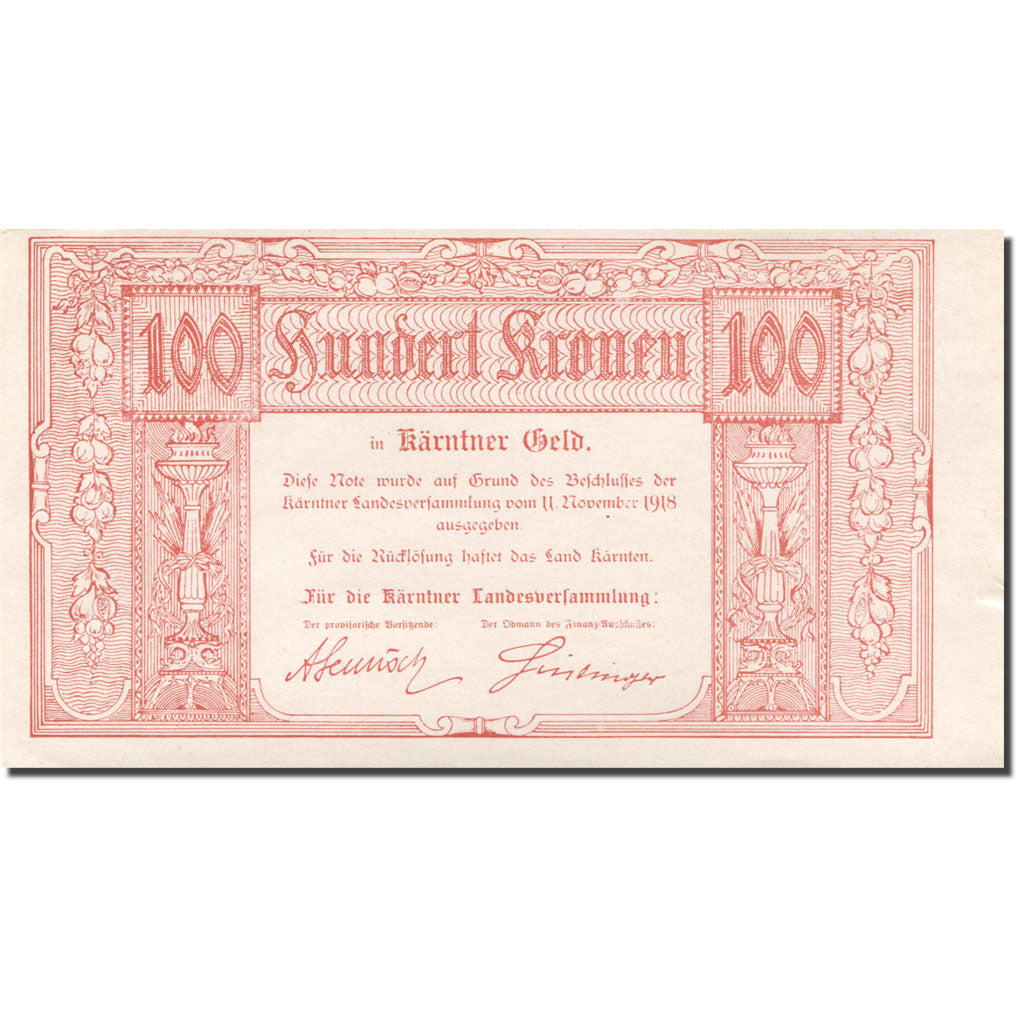 100 Hundert Kronen 100
in Kärntner Geld.
Diese Note wurde auf Grund des Beschlusses der
Kärntner Landesversammlung vom 11. November 1918
ausgegeben.
Für die Rücklösung haftet das Land Kärnten.
Für die Kärntner Landesversammlung:
Der provisorische Vorsitzende: Der Obmann des Finanz-Ausschusses: